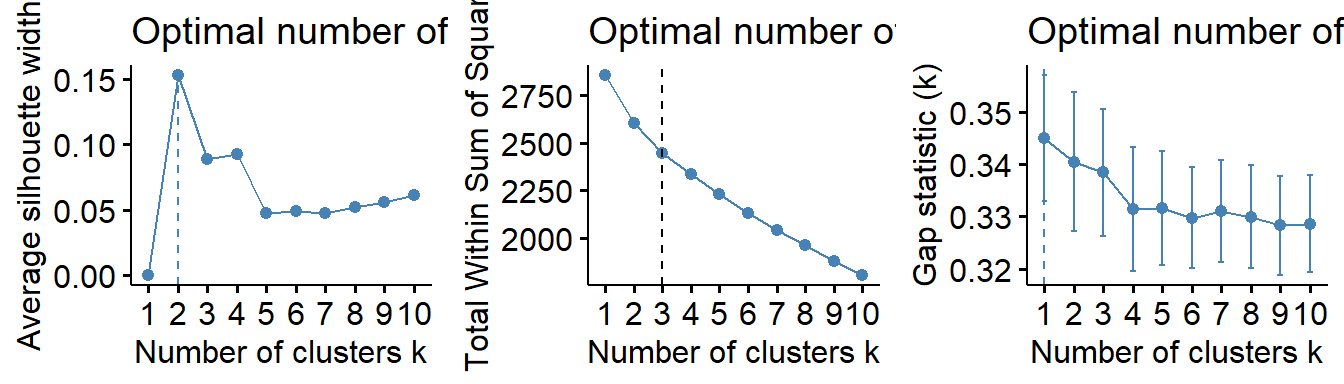 Optimal number of
Average silhouette width
0.15
0.10
0.05
0.00
1 2 3 4 5 6 7 8 9 10
Number of clusters k
Optimal number of
Total Within Sum of Squar
2750
2500
2250
2000
1 2 3 4 5 6 7 8 9 10
Number of clusters k
Optimal number of
Gap statistic (k)
0.35
0.34
0.33
0.32
1 2 3 4 5 6 7 8 9 10
Number of clusters k